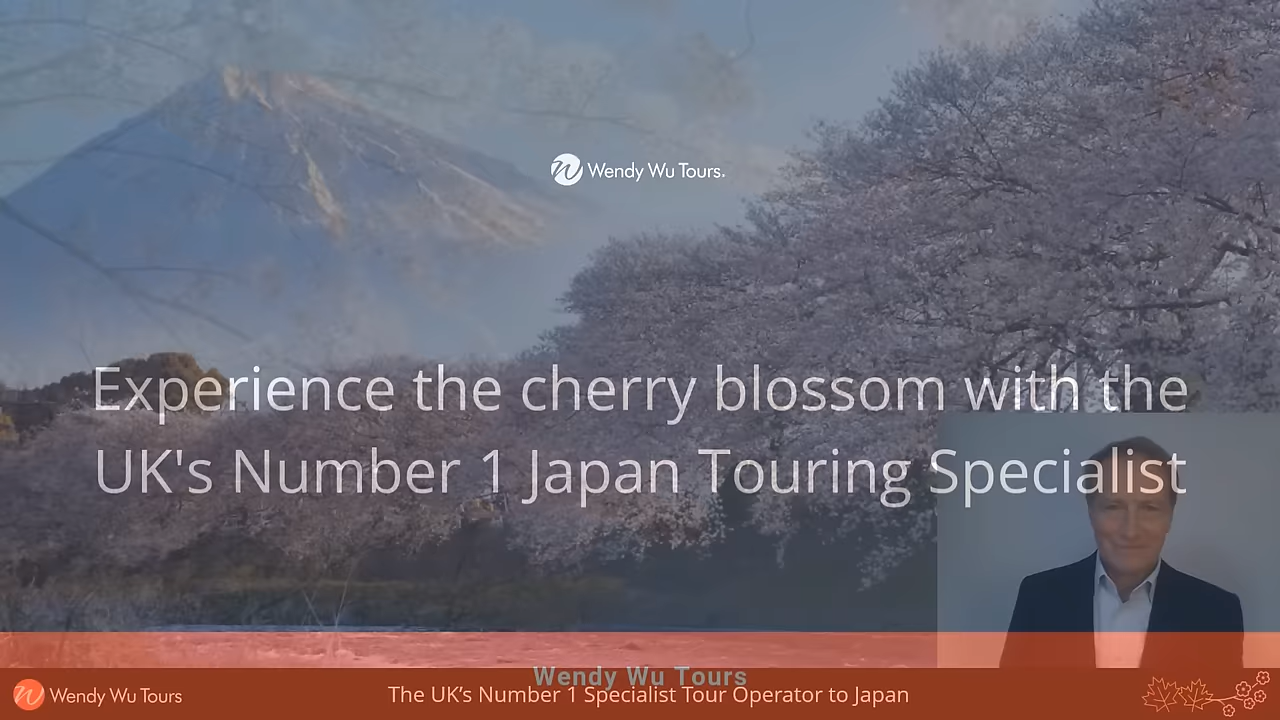 Wendy Wu Tours.
Experience the cherry blossom with the
UK's Number 1 Japan Touring Specialist
Wendy Wu Tours
Wendy Wu Tours
The UK’s Number 1 Specialist Tour Operator to Japan